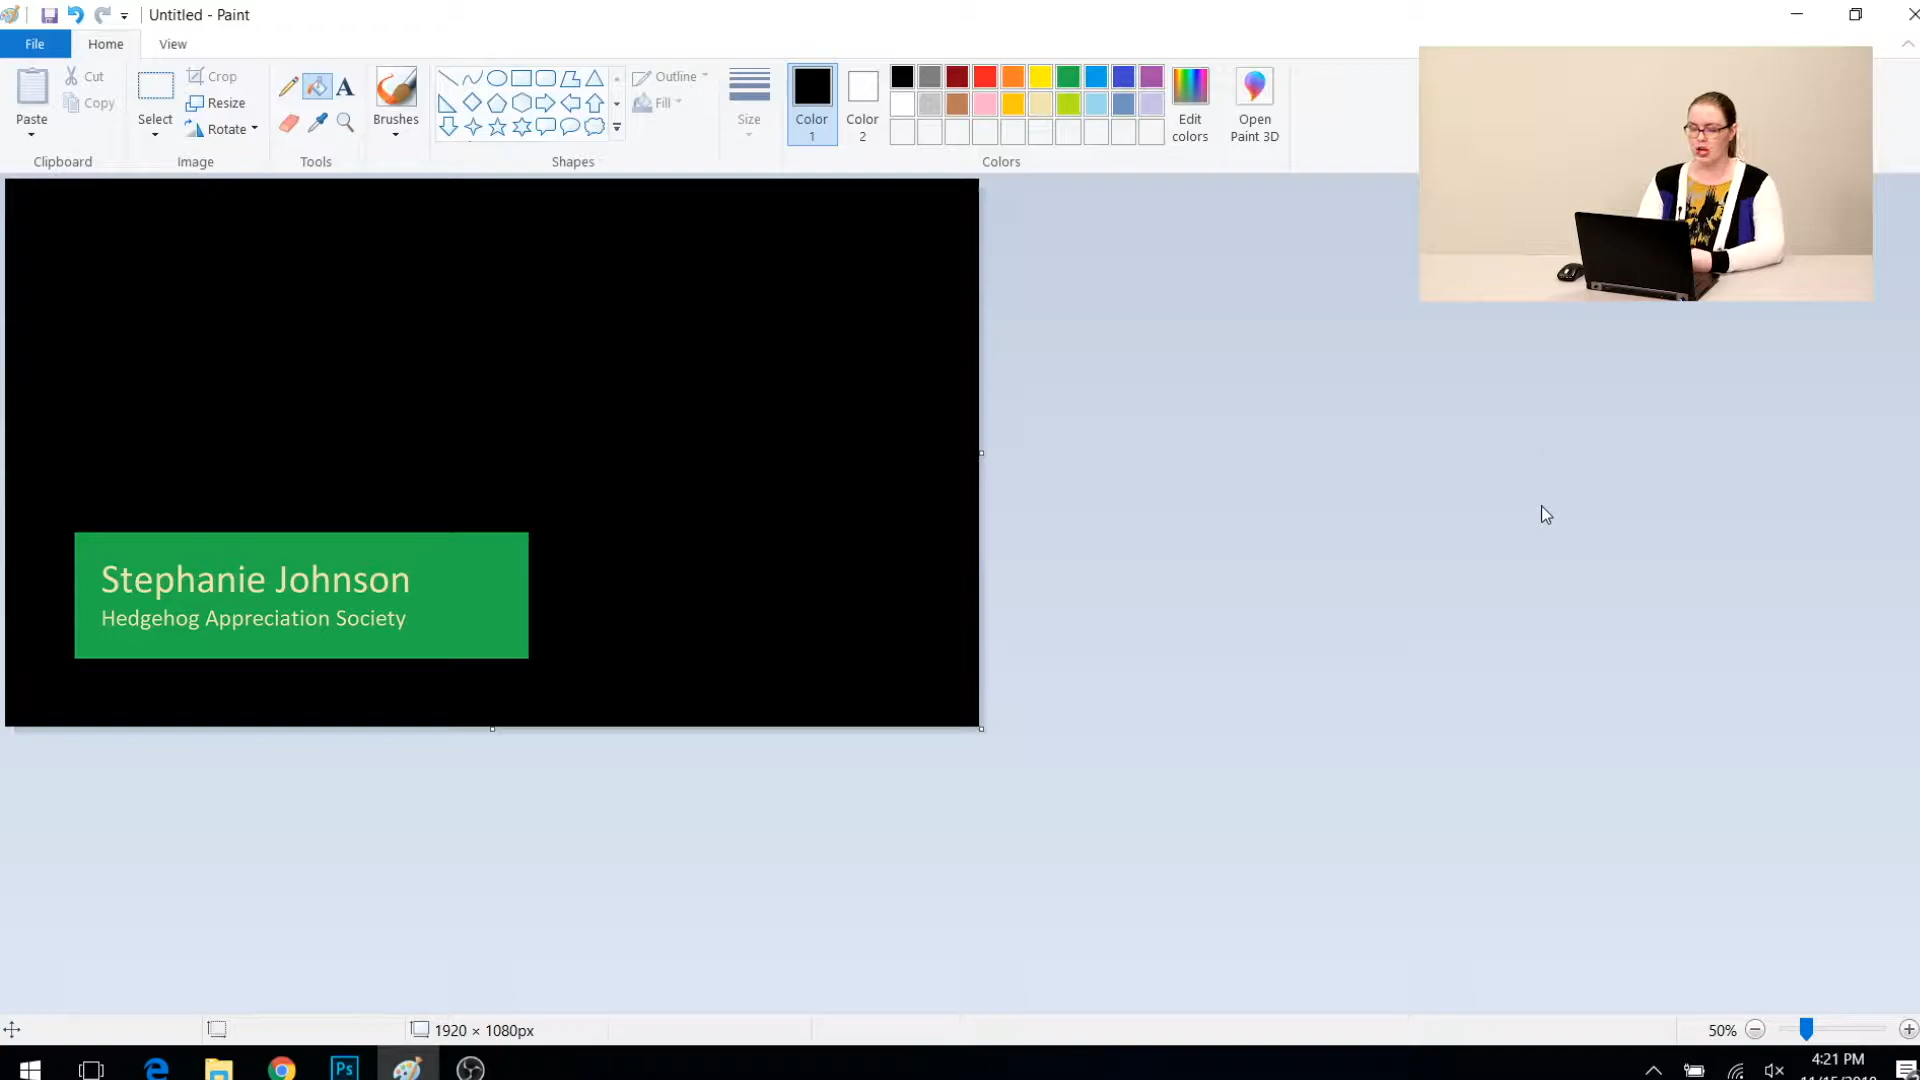 Untitled - Paint
File
Home
View
Paste
Cut
Copy
Clipboard
Select
Crop
Resize
Rotate
Image
A
Tools
Brushes
Shapes
Outline
Fill
Size
Color
1
Color
2
Colors
Edit
colors
Open
Paint 3D
Stephanie Johnson
Hedgehog Appreciation Society
1920 × 1080px
50%
Ps
4:21 PM